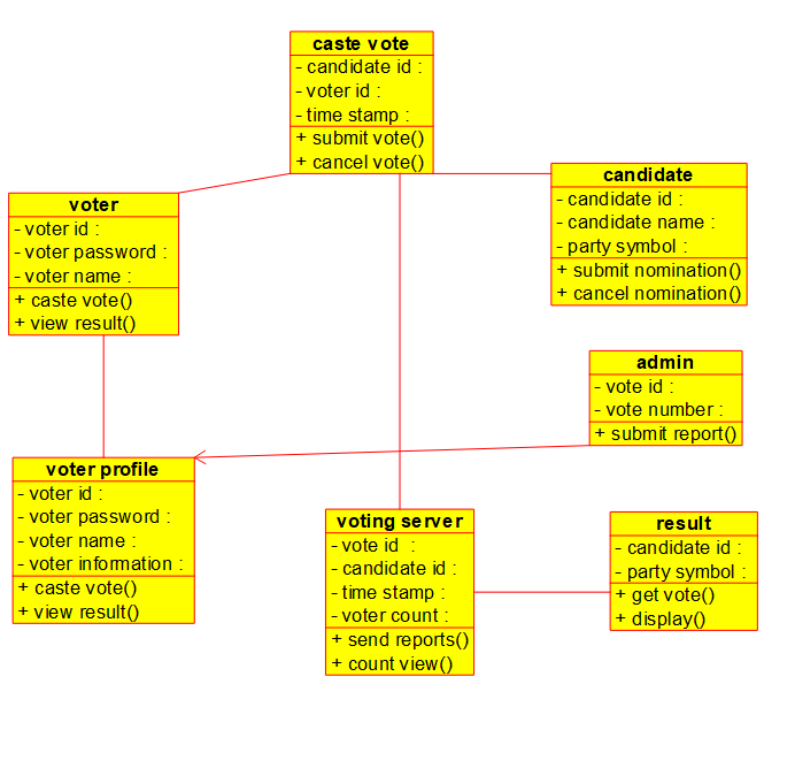 caste vote
- candidate id :
- voter id :
- time stamp :
+ submit vote()
+ cancel vote()
candidate
- candidate id :
- candidate name :
- party symbol :
+ submit nomination()
+ cancel nomination()
voter
- voter id :
- voter password :
- voter name :
+ caste vote()
+ view result()
admin
- vote id :
- vote number :
+ submit report()
voter profile
- voter id :
- voter password :
- voter name :
- voter information :
+ caste vote()
+ view result()
voting server
- vote id :
- candidate id :
- time stamp :
- voter count :
+ send reports()
+ count view()
result
- candidate id :
- party symbol :
+ get vote()
+ display()